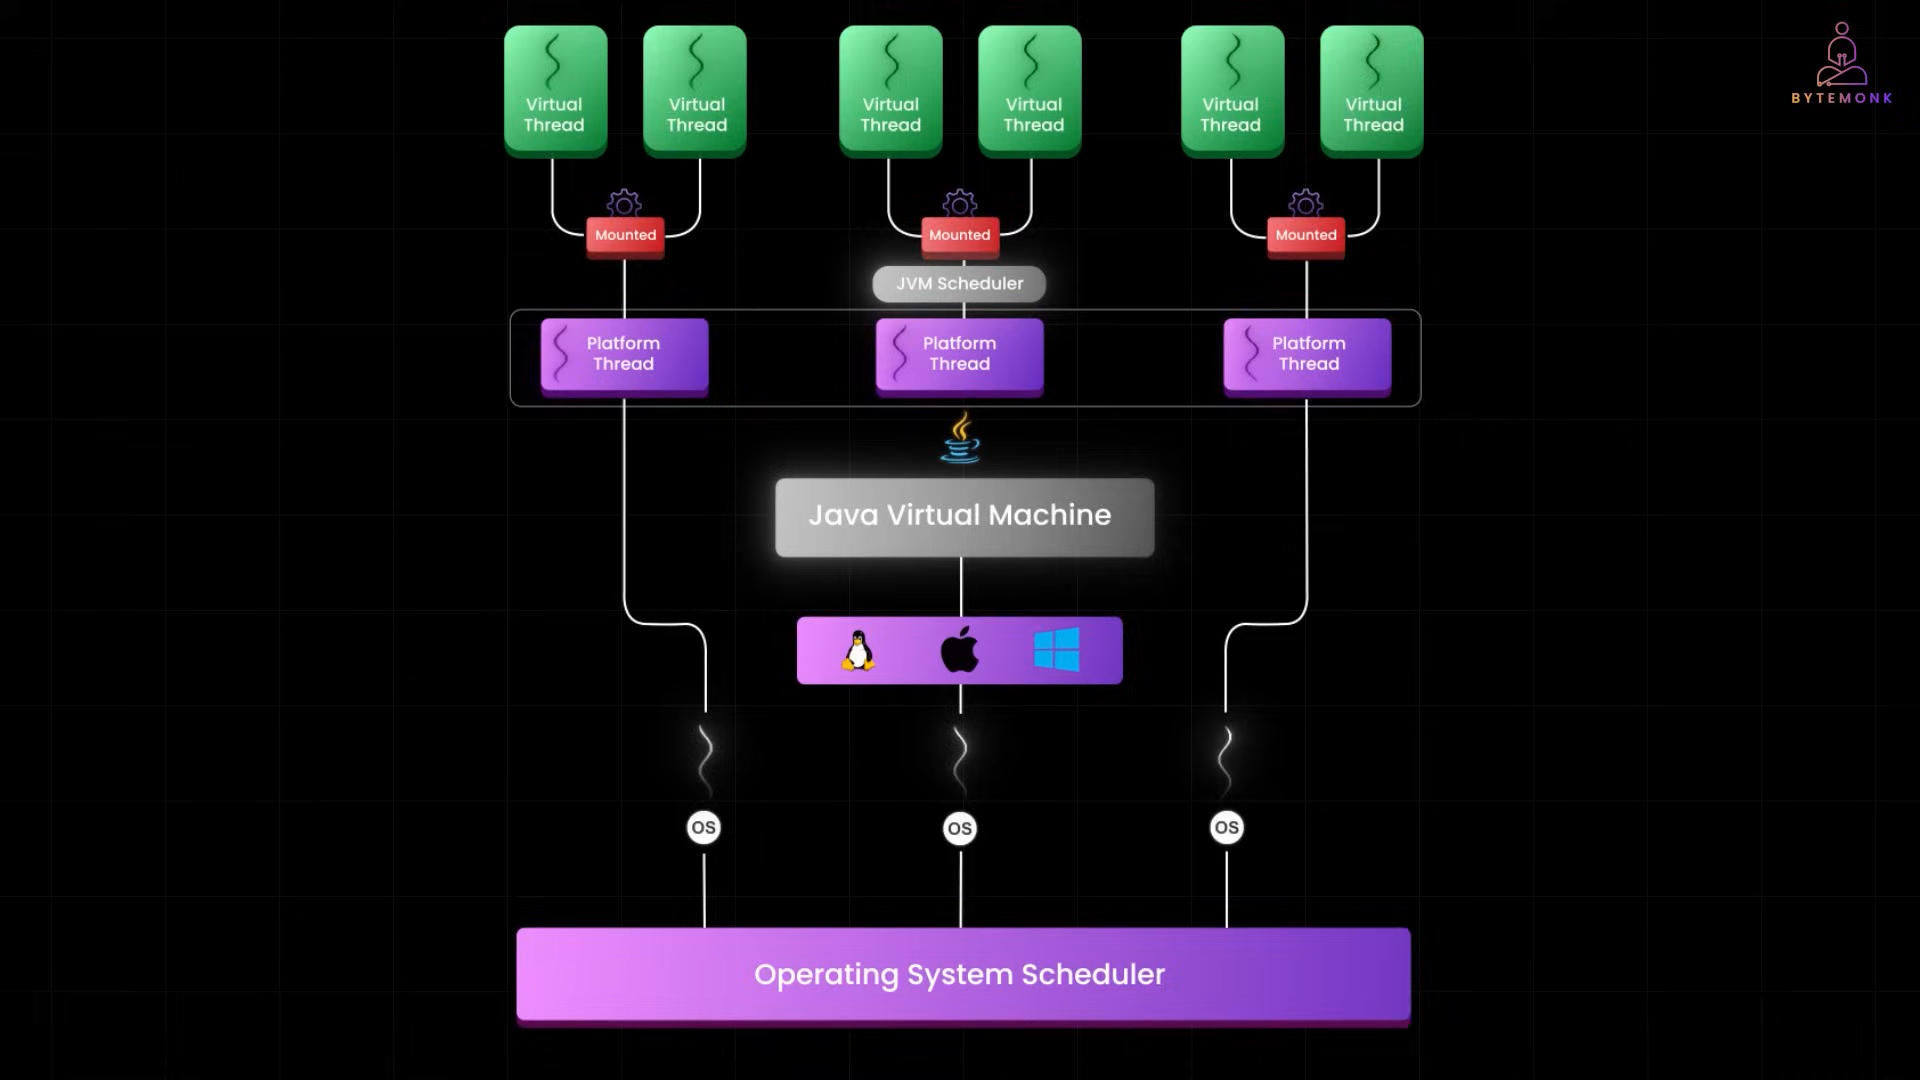 Virtual
Thread
Virtual
Thread
Virtual
Thread
Virtual
Thread
Virtual
Thread
Virtual
Thread
BYTEMONK
Mounted
Mounted
Mounted
JVM Scheduler
Platform
Thread
Platform
Thread
Platform
Thread
Java Virtual Machine
OS
OS
OS
Operating System Scheduler